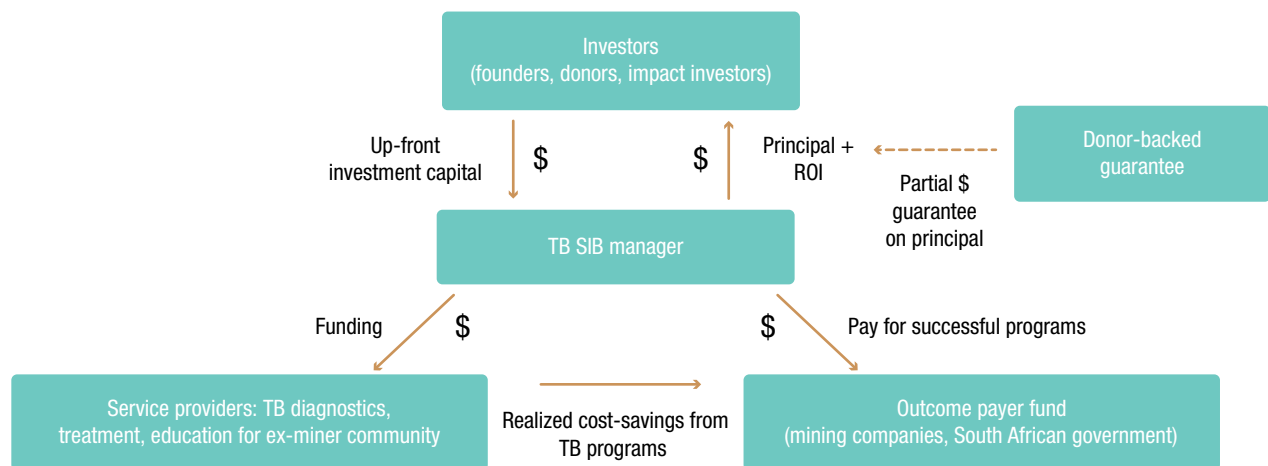 Investors
(founders, donors, impact investors)
Up-front
investment capital
$
$
Principal +
ROI
Donor-backed
guarantee
Partial $
guarantee
on principal
TB SIB manager
Funding
$
$
Pay for successful programs
Service providers: TB diagnostics,
treatment, education for ex-miner community
Realized cost-savings from
TB programs
Outcome payer fund
(mining companies, South African government)